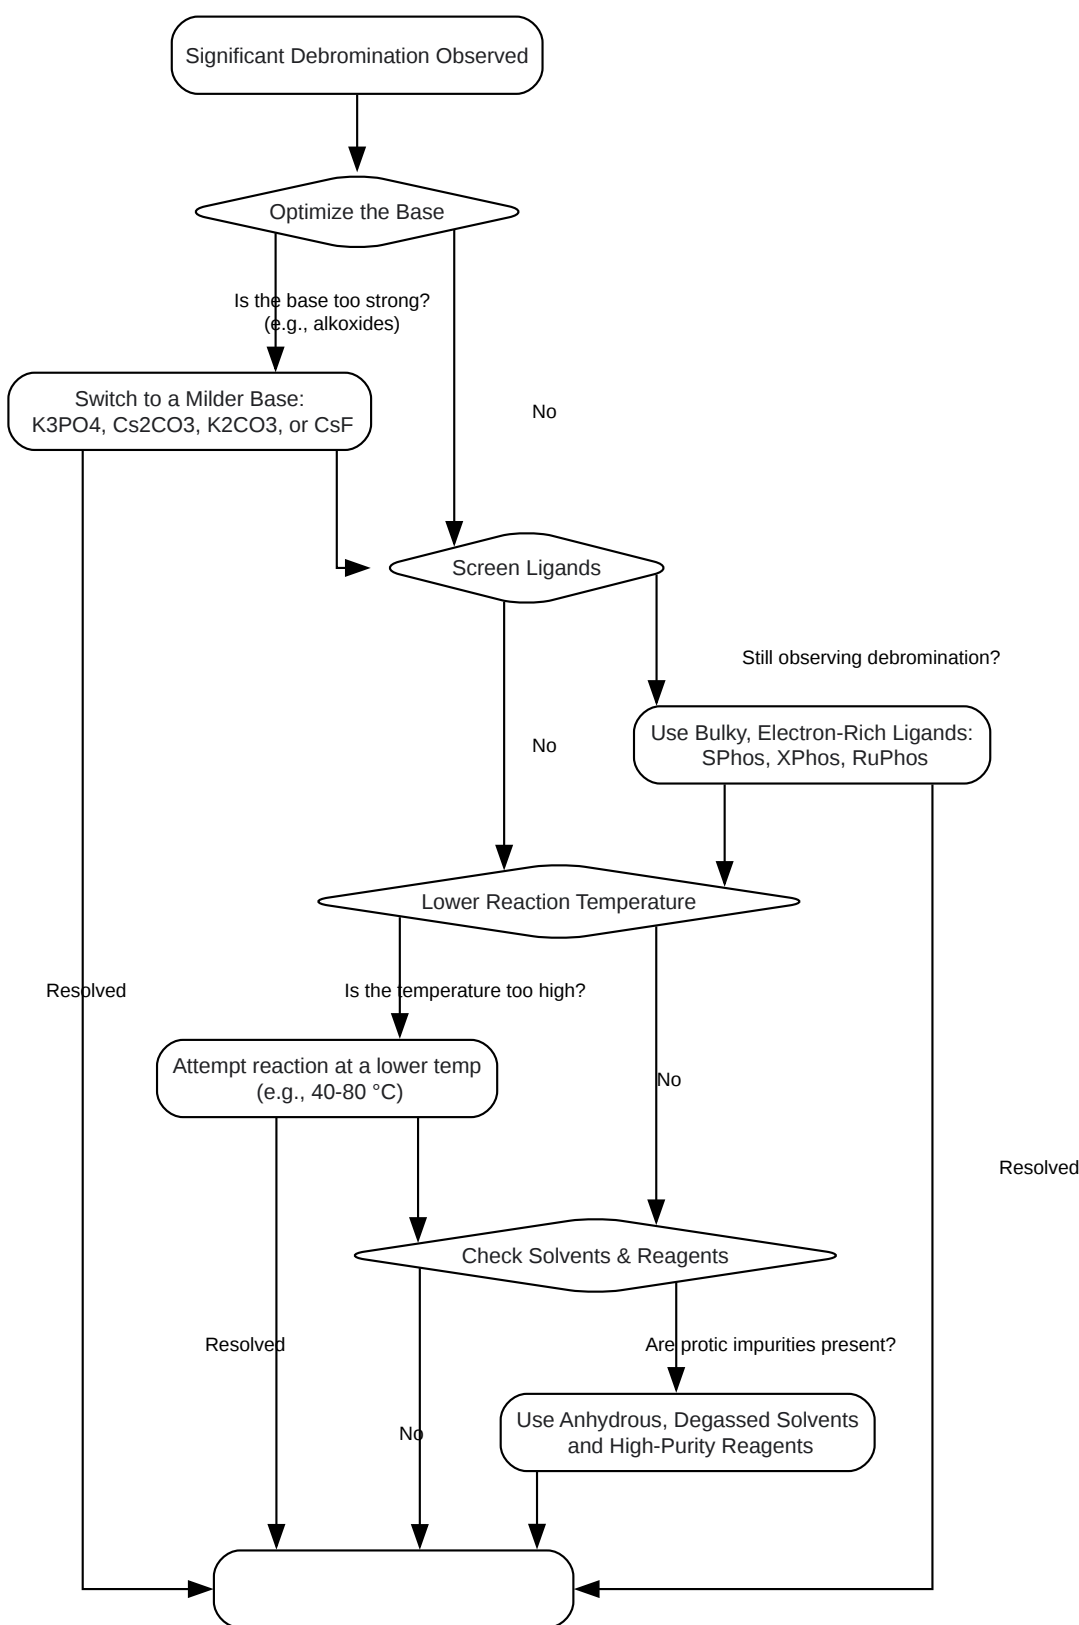 Significant Debromination Observed
Optimize the Base
Is the base too strong?
(e.g., alkoxides)
Switch to a Milder Base:
K3PO4, Cs2CO3, K2CO3, or CsF
No
Screen Ligands
Still observing debromination?
Use Bulky, Electron-Rich Ligands:
SPhos, XPhos, RuPhos
No
Lower Reaction Temperature
Resolved
Is the temperature too high?
Attempt reaction at a lower temp
(e.g., 40-80 °C)
No
Resolved
Check Solvents & Reagents
Resolved
Are protic impurities present?
Use Anhydrous, Degassed Solvents
and High-Purity Reagents
No